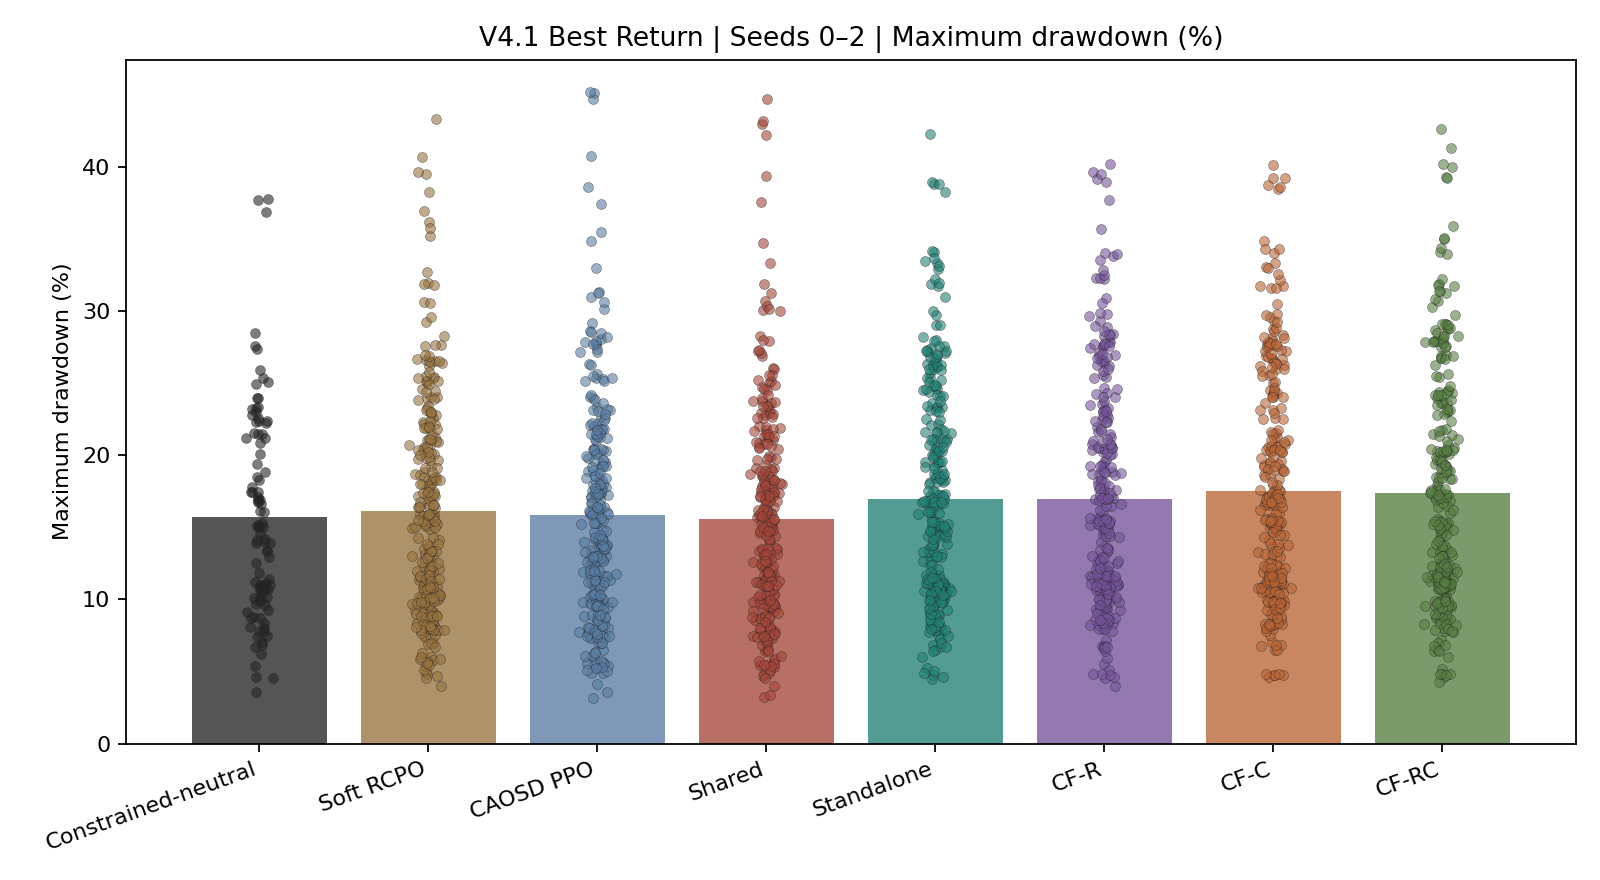 V4.1 Best Return | Seeds 0–2 | Maximum drawdown (%)
Maximum drawdown (%)
40
30
20
10
0
Constrained-neutral
Soft RCPO
CAOSD PPO
Shared
Standalone
CF-R
CF-C
CF-RC